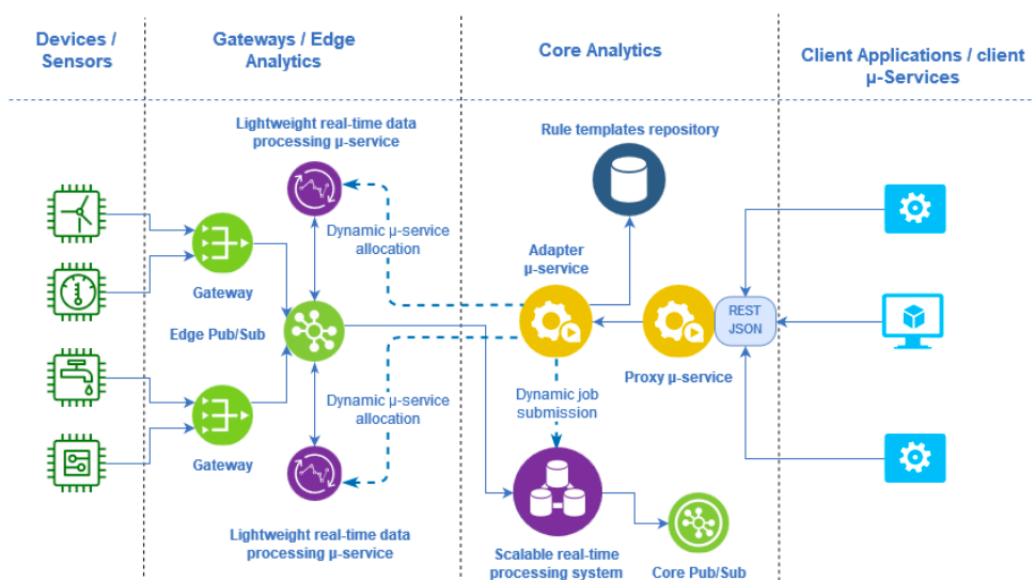 Devices /
Sensors
Gateways / Edge
Analytics
Core Analytics
Client Applications / client
µ-Services
Lightweight real-time data
processing µ-service
Rule templates repository
Dynamic µ-service
allocation
Adapter
µ-service
Gateway
Edge Pub/Sub
REST
JSON
Proxy µ-service
Dynamic µ-service
allocation
Dynamic job
submission
Gateway
Lightweight real-time data
processing µ-service
Scalable real-time
processing system
Core Pub/Sub